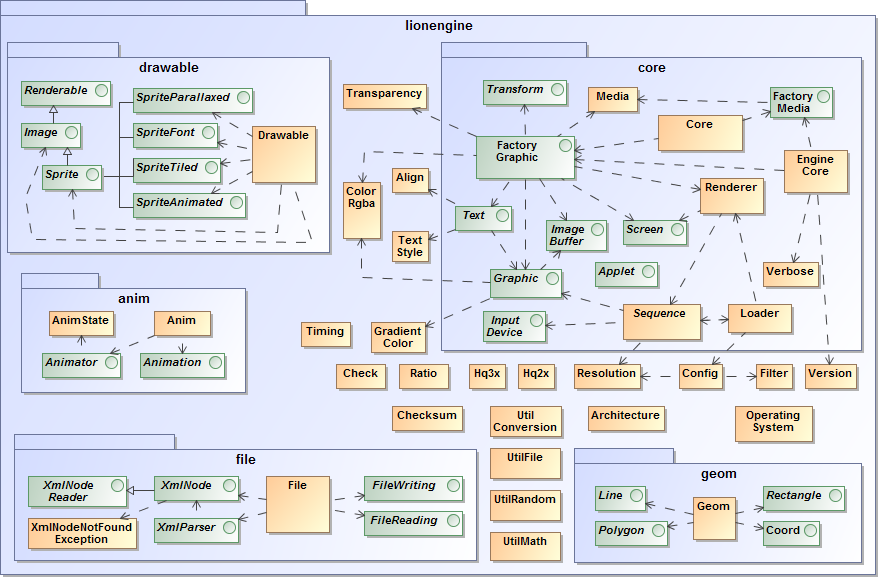 lionengine
drawable
Renderable
Image
Sprite
SpriteParallaxed
SpriteFont
SpriteTiled
SpriteAnimated
Drawable
Transparency
Color
Rgba
Align
Text
Style
Timing
Gradient
Color
core
Transform
Media
Factory
Media
Core
Factory
Graphic
Engine
Core
Renderer
Text
Image
Buffer
Screen
Graphic
Applet
Verbose
Input
Device
Sequence
Loader
anim
AnimState
Anim
Animator
Animation
Check
Ratio
Hq3x
Hq2x
Resolution
Config
Filter
Version
Checksum
Util
Conversion
Architecture
Operating
System
UtilFile
UtilRandom
UtilMath
file
XmlNode
Reader
XmlNode
File
FileWriting
XmlNodeNotFound
Exception
XmlParser
FileReading
geom
Line
Geom
Rectangle
Polygon
Coord